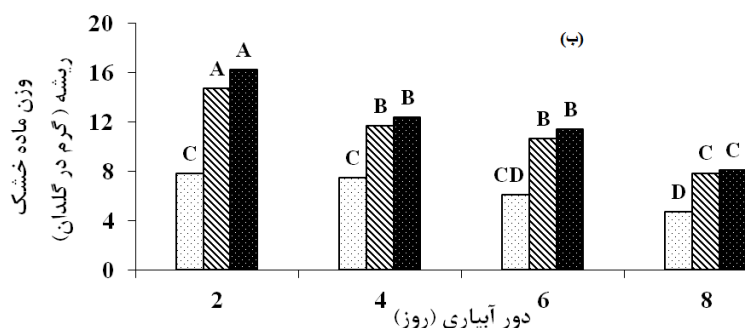 (ب)
وزن ماده خشک
ریشه (گرم در گلدان)
20
16
12
8
4
0
C A A
C B B
CD B B
D C C
2 4 6 8
دور آبیاری (روز)